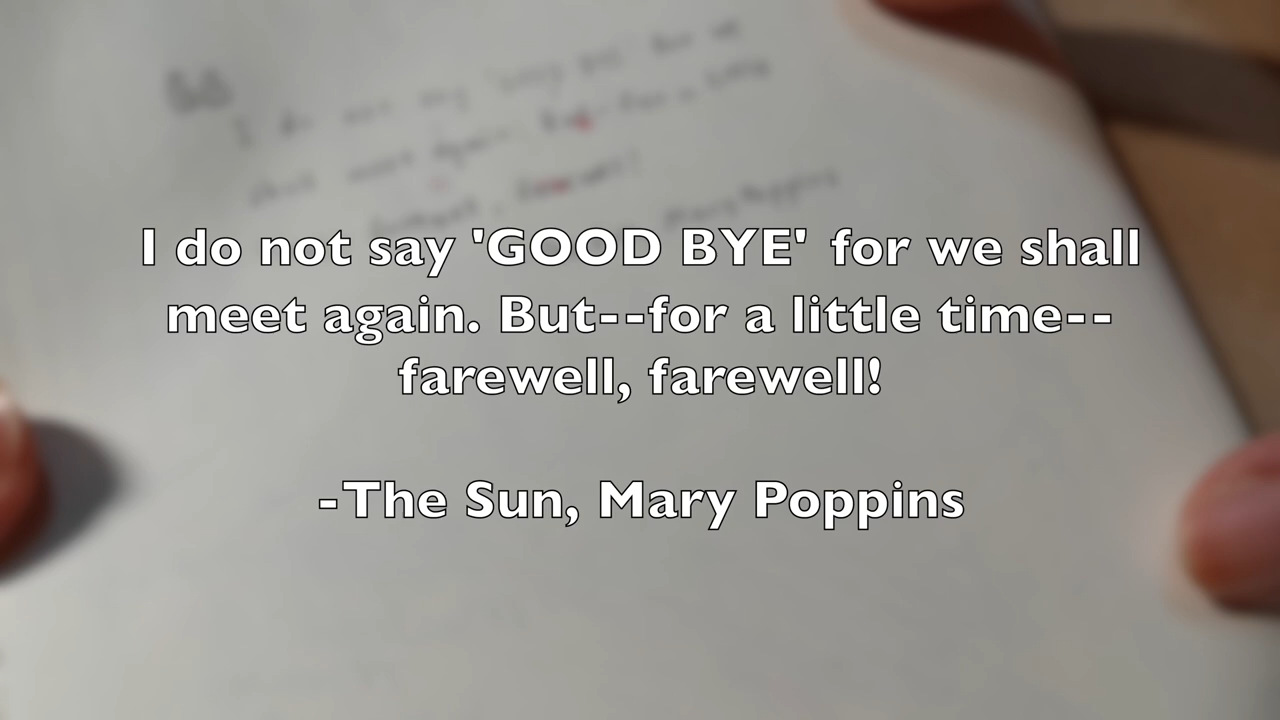 I do not say 'GOOD BYE' for we shall
meet again. But--for a little time--
farewell, farewell!
-The Sun, Mary Poppins